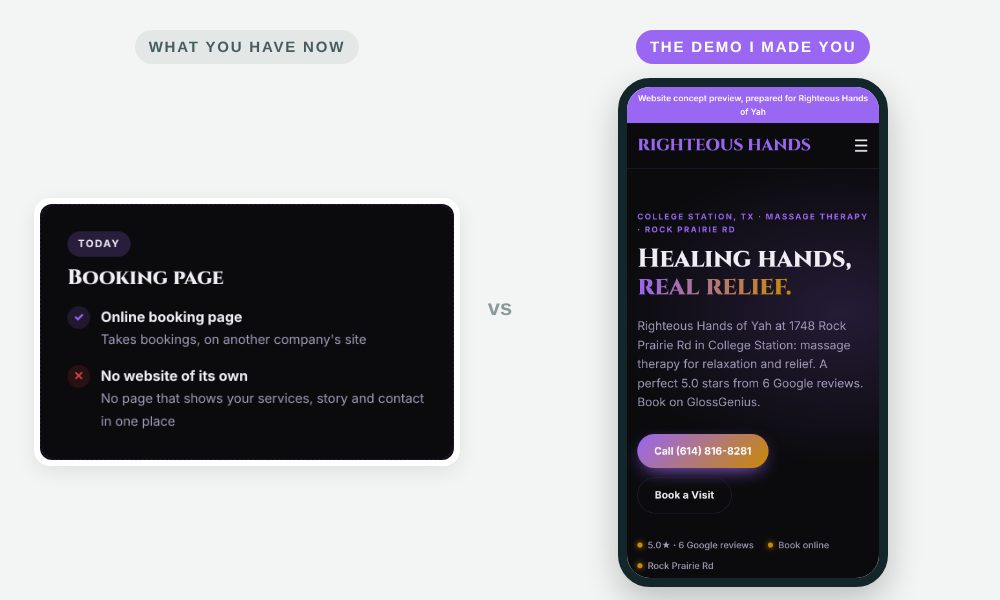 WHAT YOU HAVE NOW
TODAY
Booking page
Online booking page
Takes bookings, on another company's site
No website of its own
No page that shows your services, story and contact
in one place
vs
THE DEMO I MADE YOU
Website concept preview, prepared for Righteous Hands
of Yah
RIGHTEOUS HANDS
COLLEGE STATION, TX · MASSAGE THERAPY
· ROCK PRAIRIE RD
Healing hands,
real relief.
Righteous Hands of Yah at 1748 Rock
Prairie Rd in College Station: massage
therapy for relaxation and relief. A
perfect 5.0 stars from 6 Google reviews.
Book on GlossGenius.
Call (614) 816-8281
Book a Visit
5.0★ · 6 Google reviews
Book online
Rock Prairie Rd